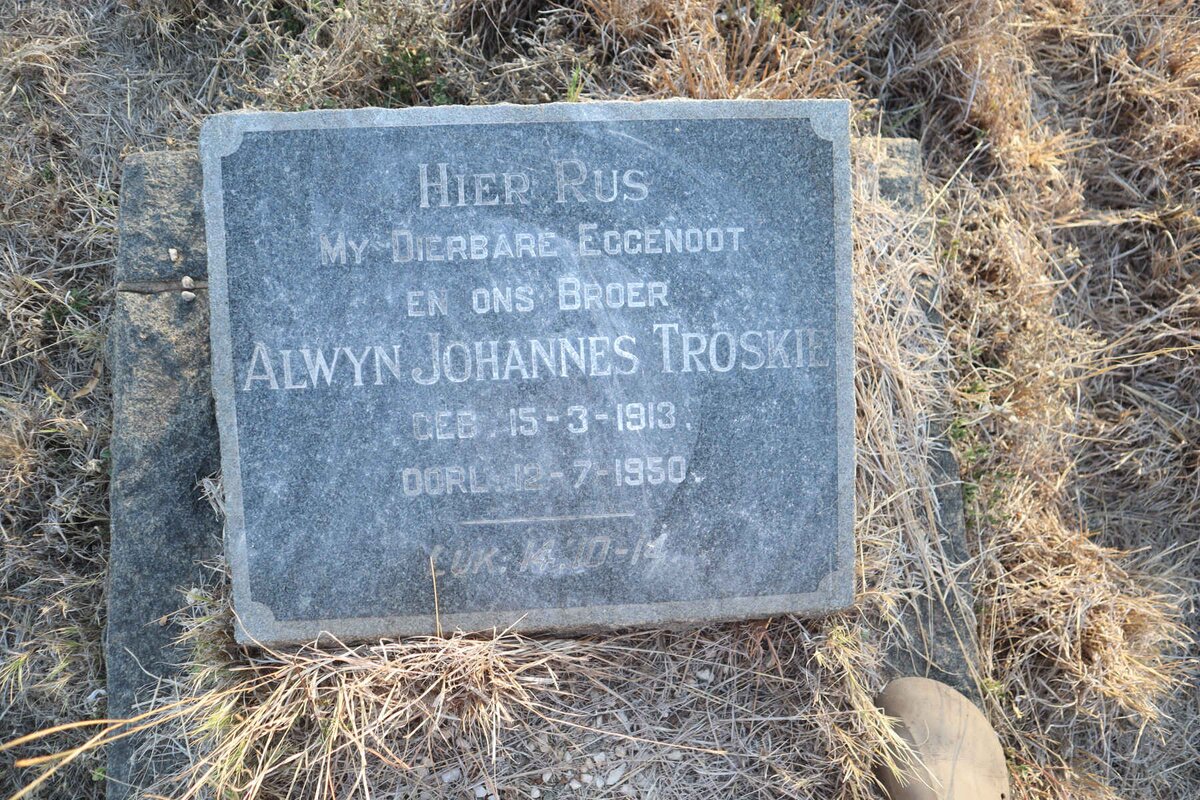 HIER RUS
MY DIERBARE EGGENOOT
EN ONS BROER
ALWYN JOHANNES TROSKIE
GEB. 15-3-1913.
OORL. 12-7-1950.
LUK. 14. 10-